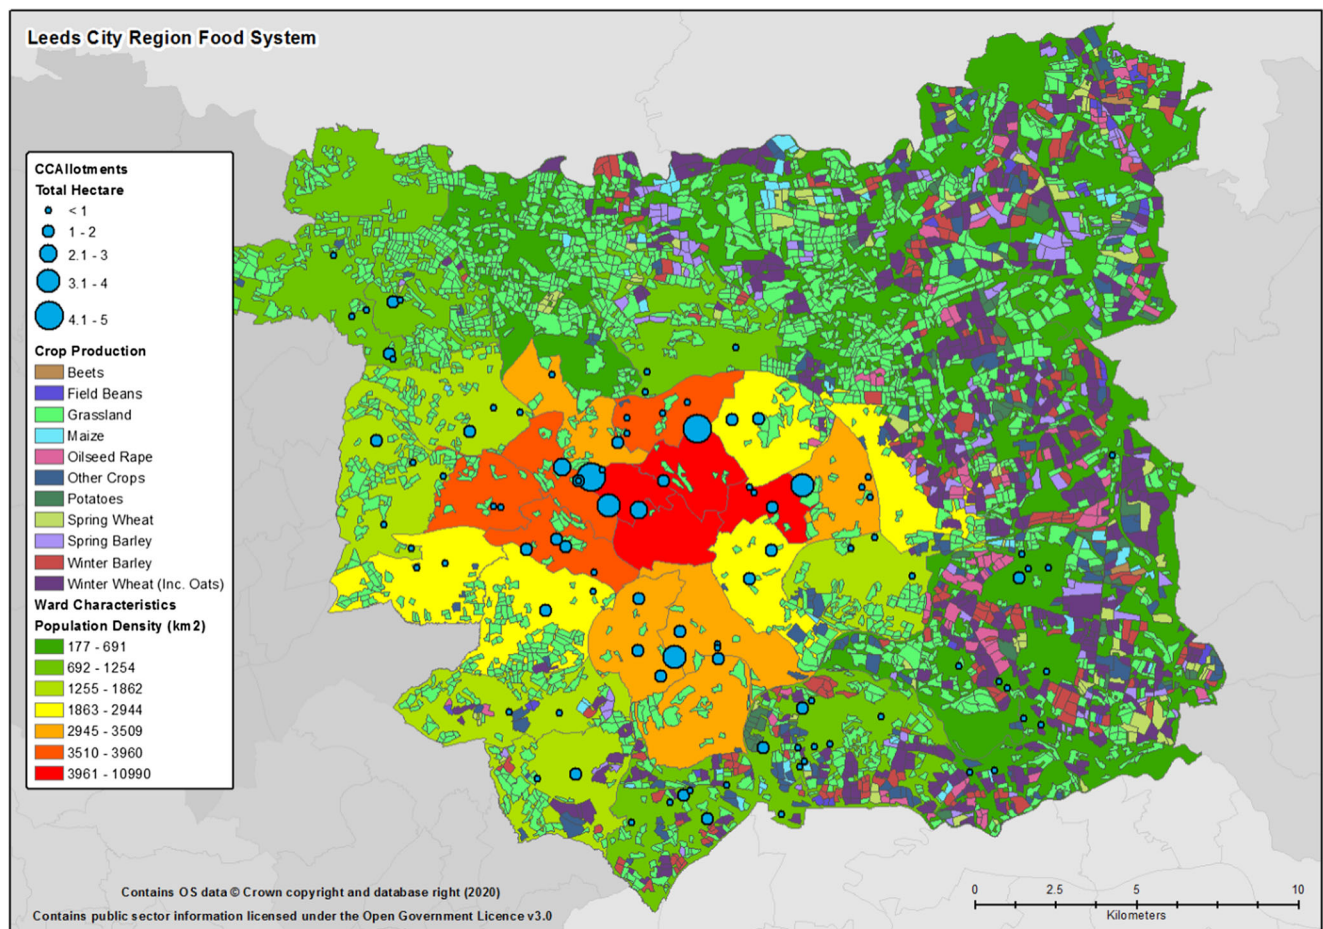 Leeds City Region Food System
CCAllotments
Total Hectare
< 1
1 - 2
2.1 - 3
3.1 - 4
4.1 - 5
Crop Production
Beets
Field Beans
Grassland
Maize
Oilseed Rape
Other Crops
Potatoes
Spring Wheat
Spring Barley
Winter Barley
Winter Wheat (Inc. Oats)
Ward Characteristics
Population Density (km2)
177 - 691
692 - 1254
1255 - 1862
1863 - 2944
2945 - 3509
3510 - 3960
3961 - 10990
Contains OS data © Crown copyright and database right (2020)
Contains public sector information licensed under the Open Government Licence v3.0
0 2.5 5 10
Kilometers